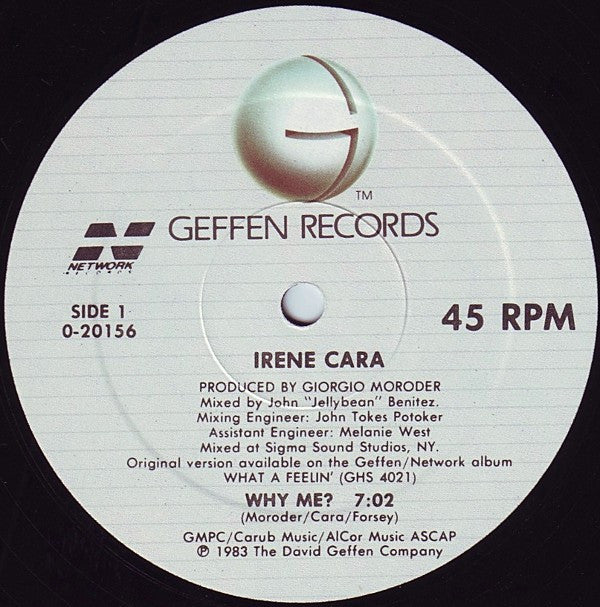 G
TM
GEFFEN RECORDS
NETWORK
RECORDS
SIDE 1
0-20156
45 RPM
IRENE CARA
PRODUCED BY GIORGIO MORODER
Mixed by John "Jellybean" Benitez.
Mixing Engineer: John Tokes Potoker
Assistant Engineer: Melanie West
Mixed at Sigma Sound Studios, NY.
Original version available on the Geffen/Network album
WHAT A FEELIN' (GHS 4021)
WHY ME? 7:02
(Moroder/Cara/Forsey)
GMPC/Carub Music/AlCor Music ASCAP
℗ 1983 The David Geffen Company